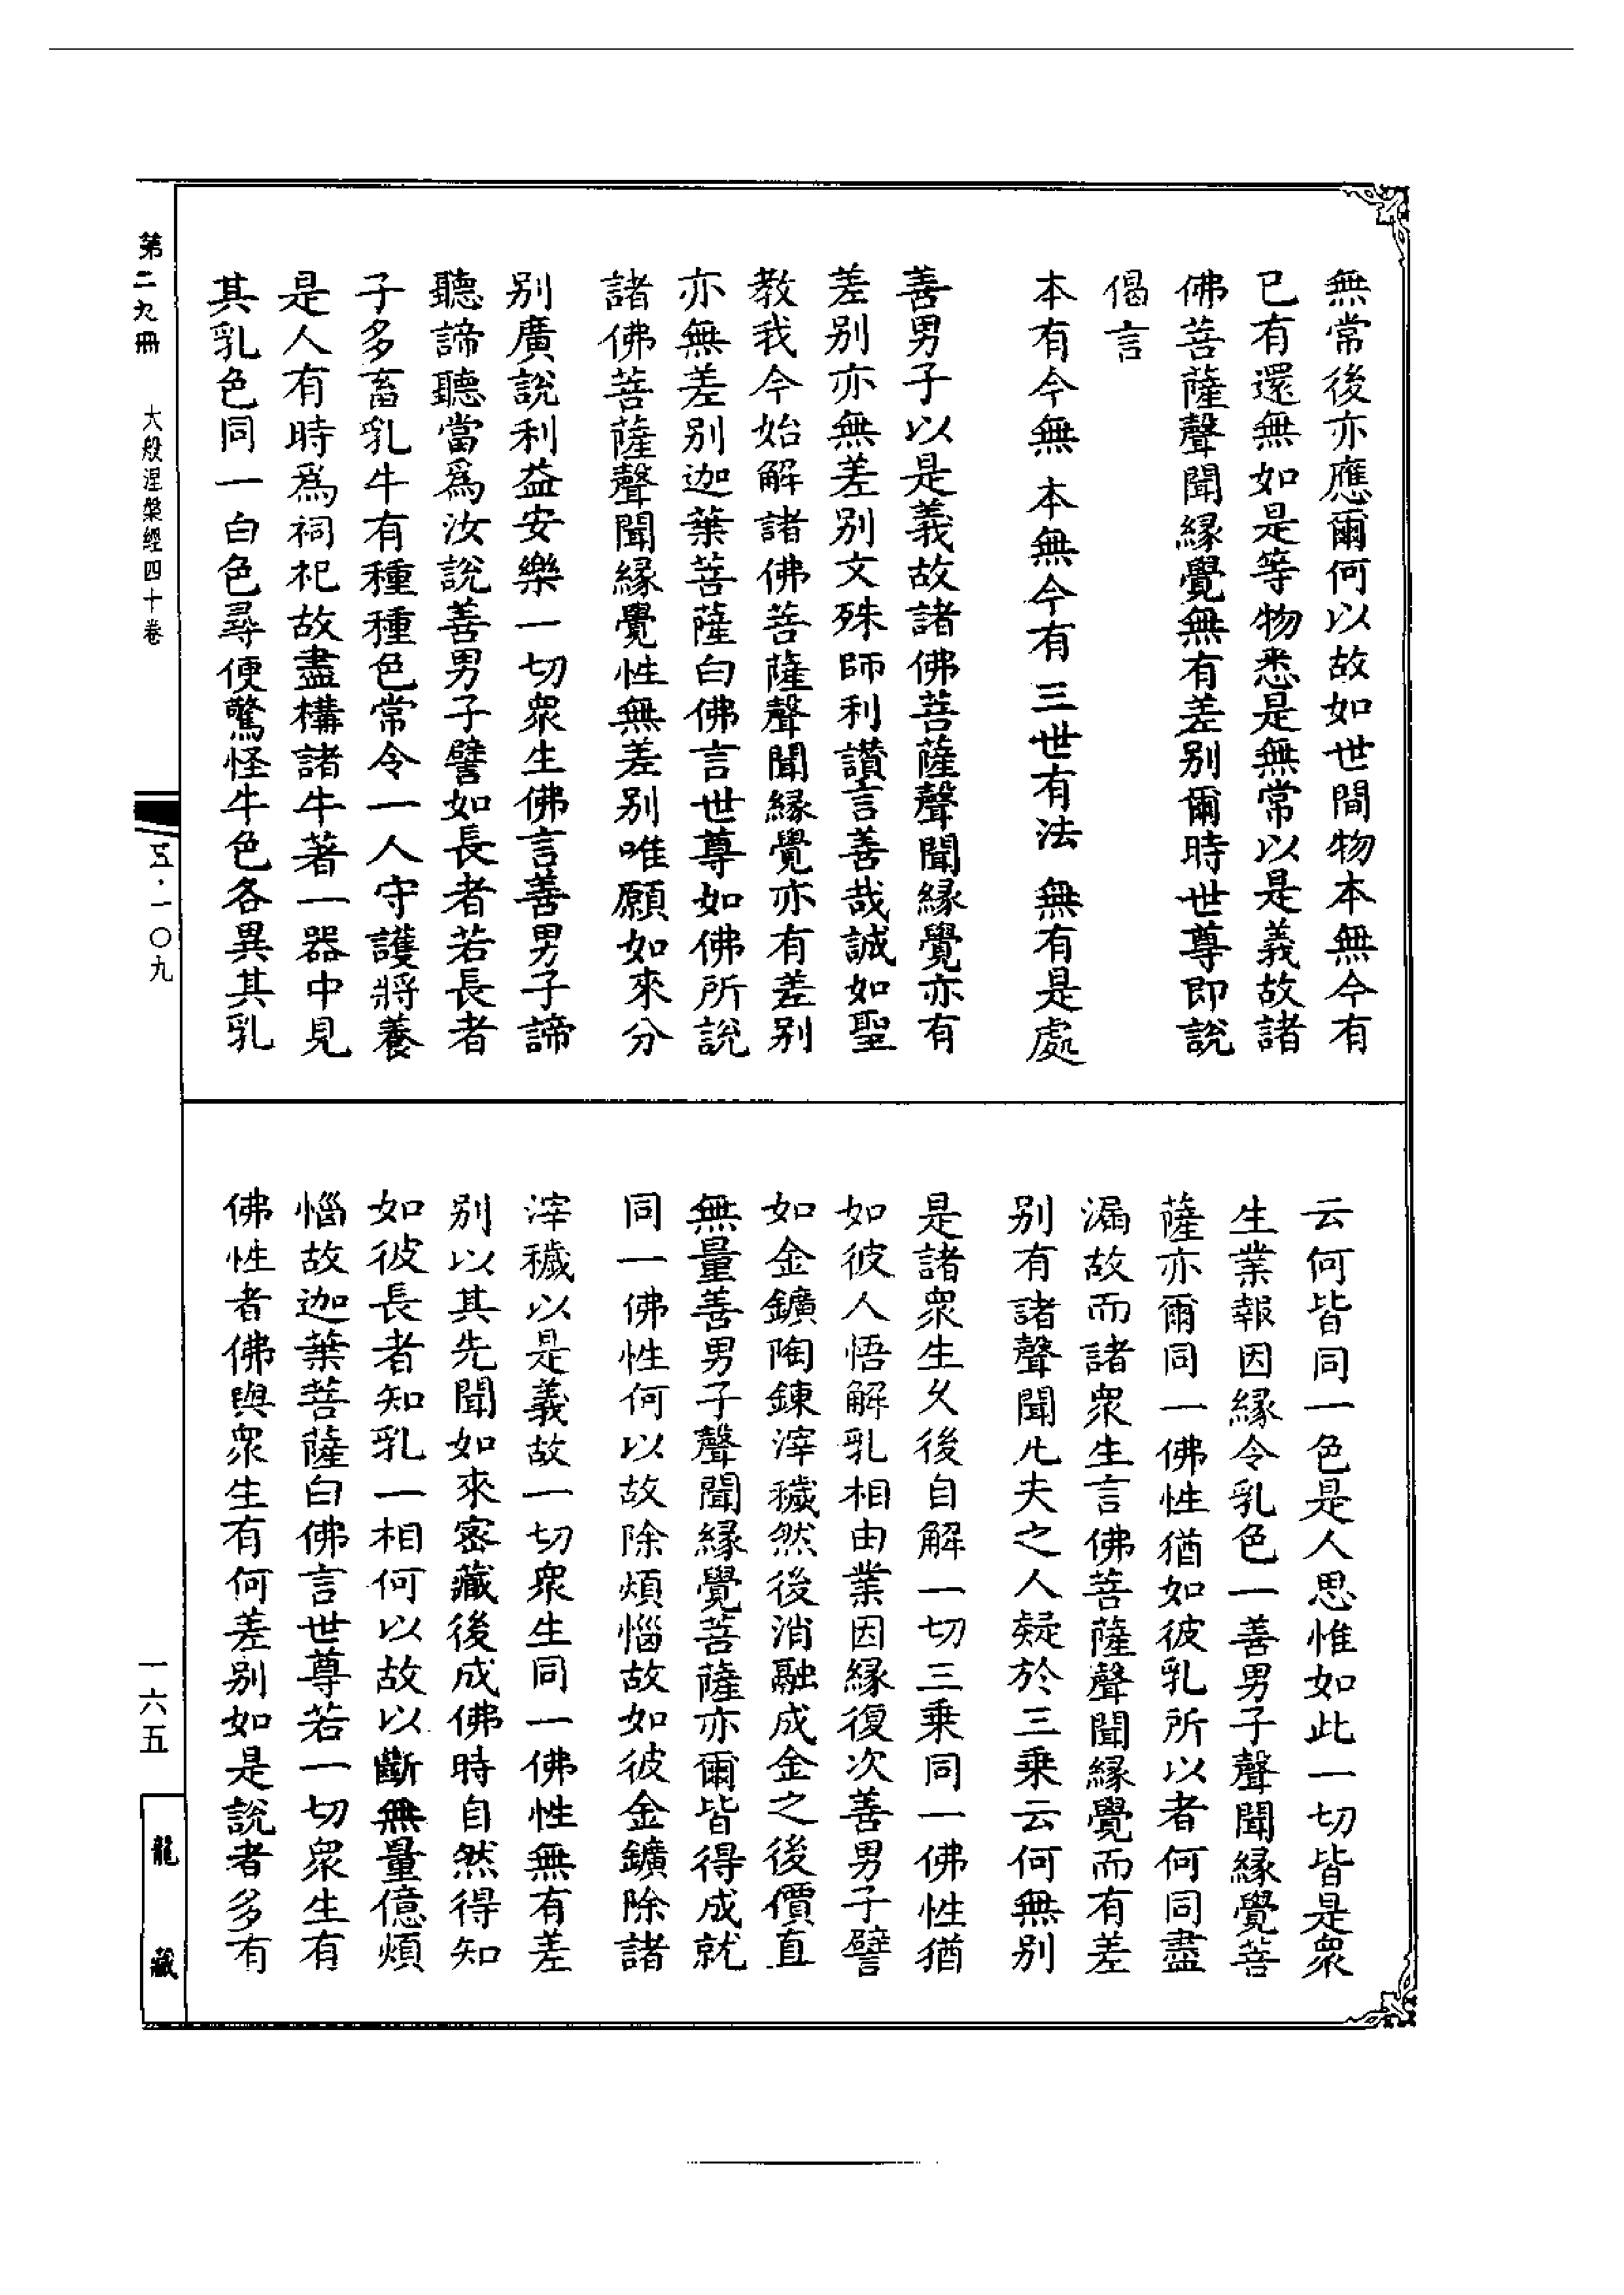 無常後亦應爾何以故如世間物本無今有
已有還無如是等物悉是無常以是義故諸
佛菩薩聲聞緣覺無有差别爾時世尊即說
偈言
本有今無 本無今有 三世有法 無有是處
善男子以是義故諸佛菩薩聲聞緣覺亦有
差别亦無差别文殊師利讃言善哉誠如聖
教我今始解諸佛菩薩聲聞緣覺亦有差别
亦無差别迦葉菩薩白佛言世尊如佛所說
諸佛菩薩聲聞緣覺性無差别唯願如來分
别廣說利益安樂一切衆生佛言善男子諦
聽諦聽當爲汝說善男子譬如長者若長者
子多畜乳牛有種種色常令一人守護將養
是人有時爲祠祀故盡構諸牛著一器中見
其乳色同一白色尋便驚怪牛色各異其乳
云何皆同一色是人思惟如此一切皆是衆
生業報因緣令乳色一善男子聲聞緣覺菩
薩亦爾同一佛性猶如彼乳所以者何同盡
漏故而諸衆生言佛菩薩聲聞緣覺而有差
别有諸聲聞凡夫之人疑於三乘云何無别
是諸衆生久後自解一切三乘同一佛性猶
如彼人悟解乳相由業因緣復次善男子譬
如金鑛陶鍊滓穢然後消融成金之後價直
無量善男子聲聞緣覺菩薩亦爾皆得成就
同一佛性何以故除煩惱故如彼金鑛除諸
滓穢以是義故一切衆生同一佛性無有差
别以其先聞如來密藏後成佛時自然得知
如彼長者知乳一相何以故以斷無量億煩
惱故迦葉菩薩白佛言世尊若一切衆生有
佛性者佛與衆生有何差别如是說者多有
第二九冊 大般涅槃經四十卷 五·一〇九
一六五
龍藏